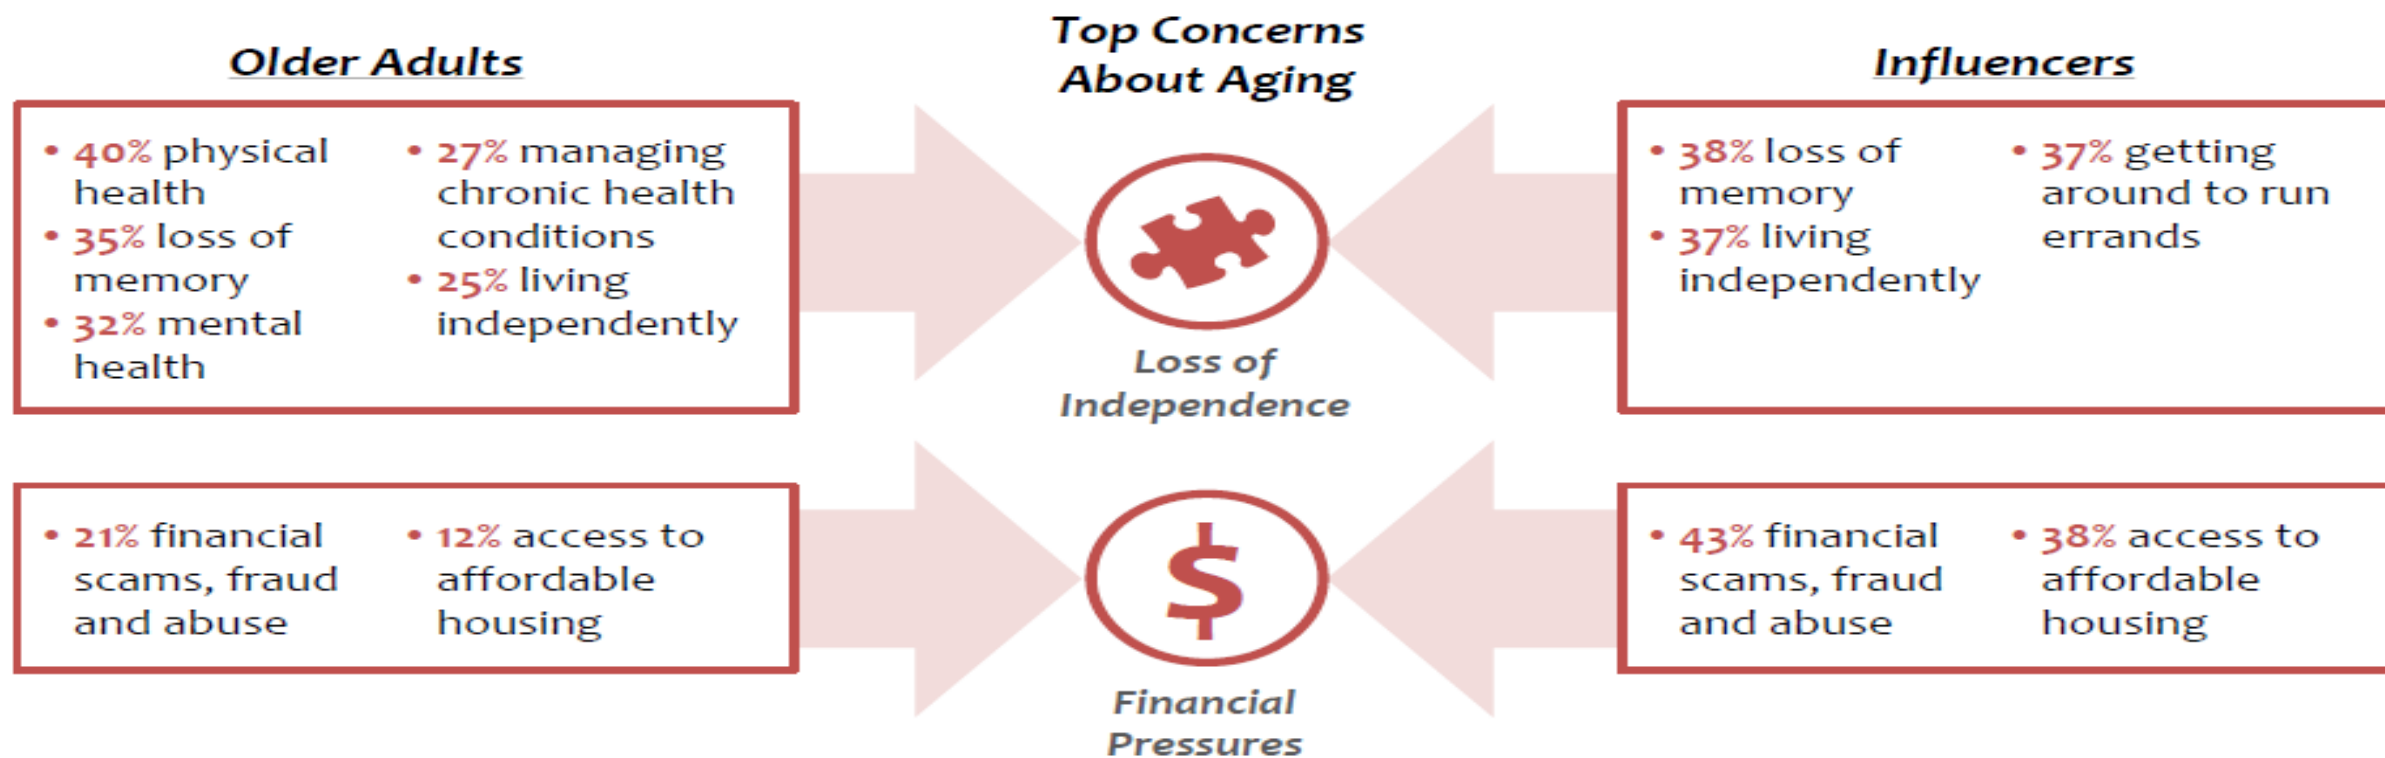 Top Concerns
About Aging
Older Adults
• 40% physical
health
• 35% loss of
memory
• 32% mental
health
• 27% managing
chronic health
conditions
• 25% living
independently
Loss of
Independence
Influencers
• 38% loss of
memory
• 37% living
independently
• 37% getting
around to run
errands
• 21% financial
scams, fraud
and abuse
• 12% access to
affordable
housing
$
Financial
Pressures
• 43% financial
scams, fraud
and abuse
• 38% access to
affordable
housing